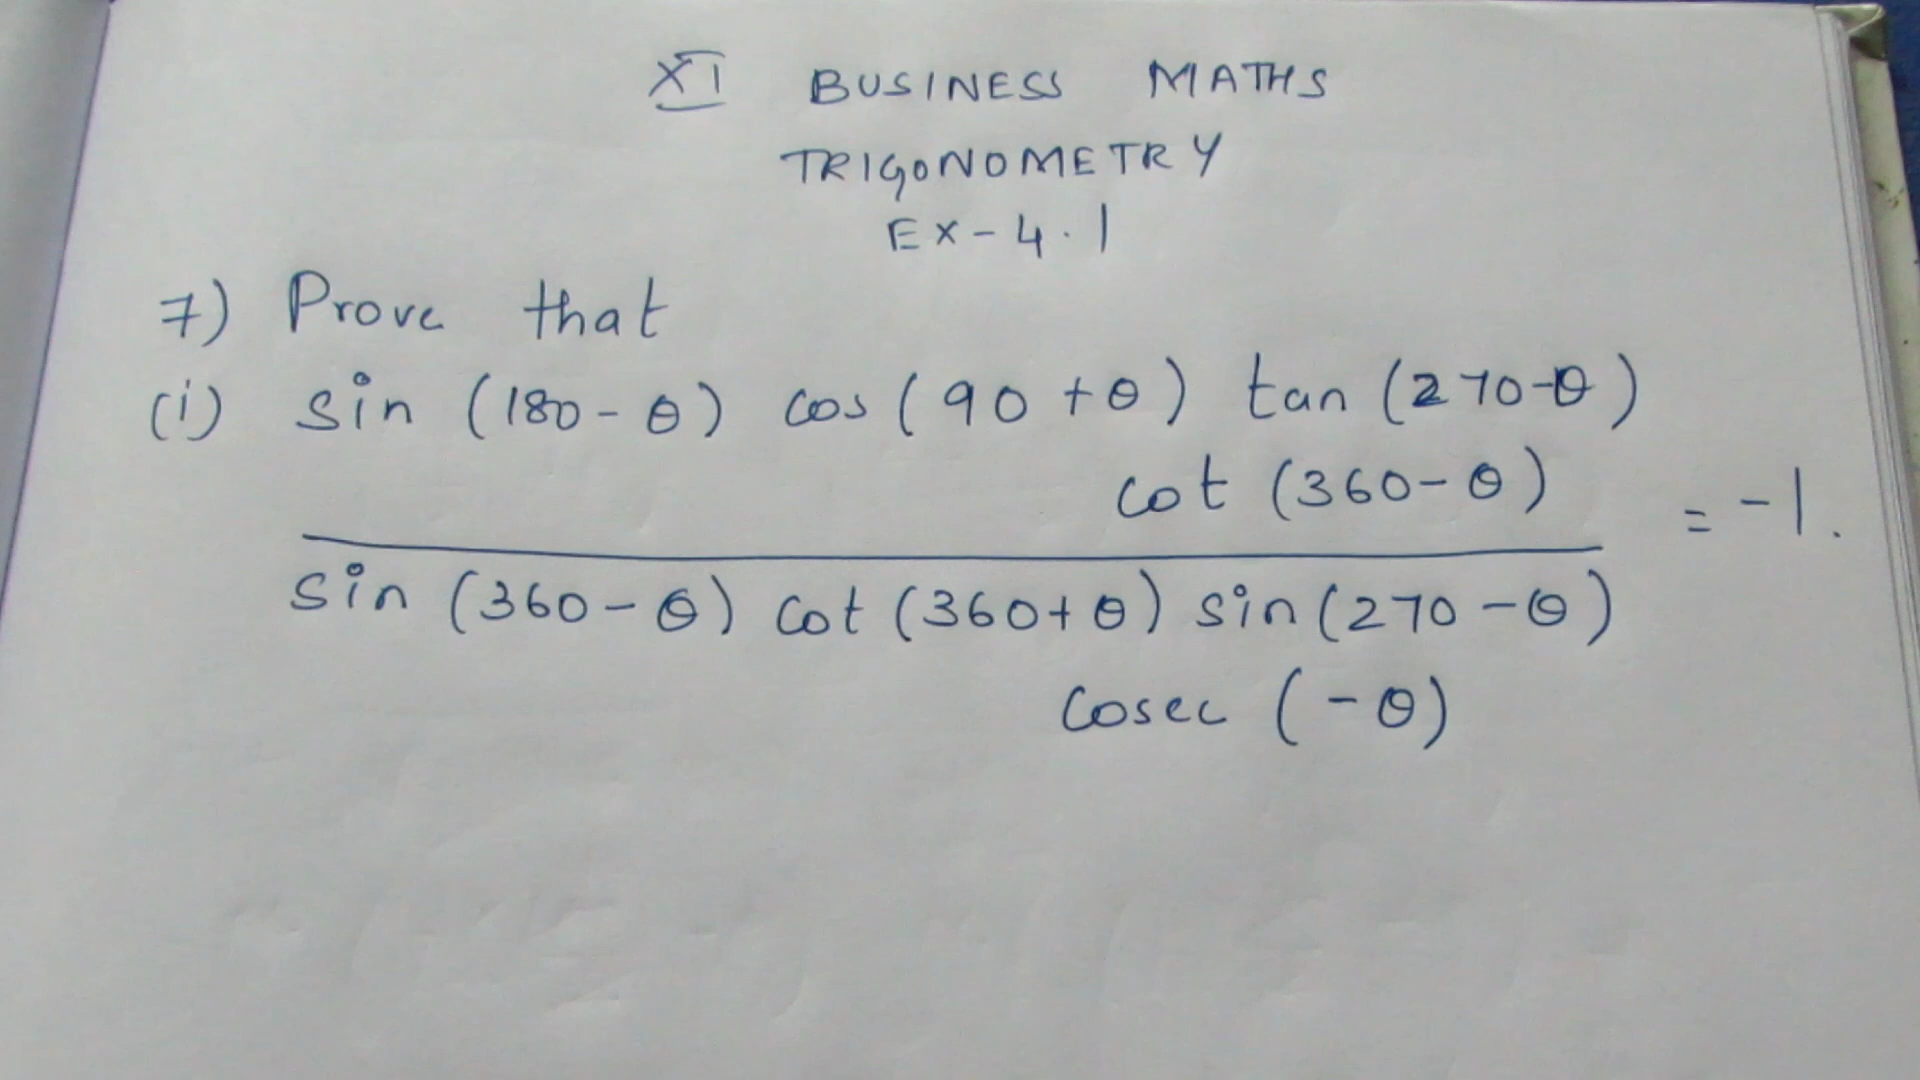 XI BUSINESS MATHS
TRIGONOMETRY
EX - 4.1
7) Prove that
(i) sin (180 - θ) cos (90 + θ) tan (270 - θ)
cot (360 - θ)
= -1.
sin (360 - θ) cot (360 + θ) sin (270 - θ)
cosec (-θ)